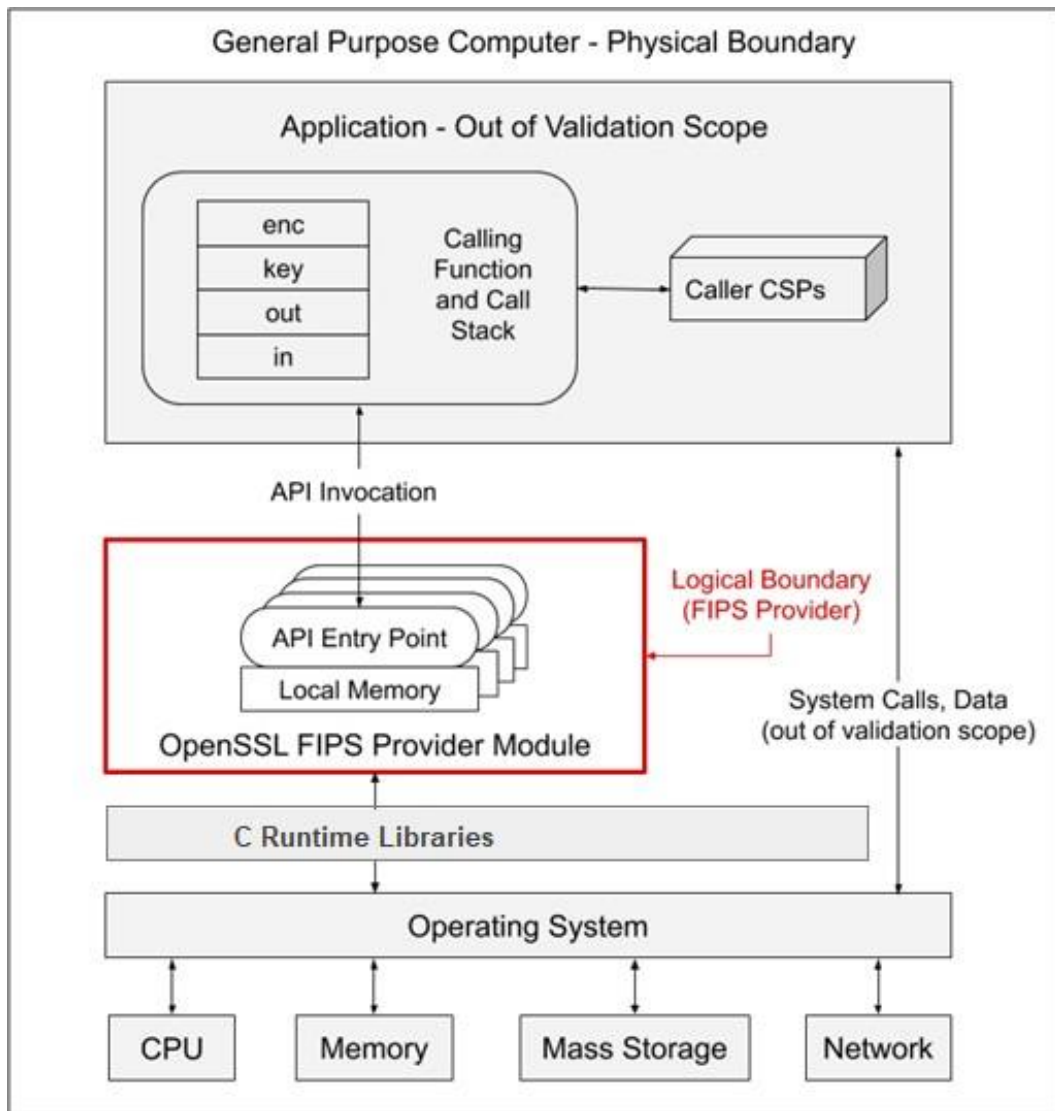 General Purpose Computer - Physical Boundary
Application - Out of Validation Scope
enc
key
out
in
Calling
Function
and Call
Stack
Caller CSPs
API Invocation
Logical Boundary
(FIPS Provider)
API Entry Point
Local Memory
OpenSSL FIPS Provider Module
System Calls, Data
(out of validation scope)
C Runtime Libraries
Operating System
CPU
Memory
Mass Storage
Network